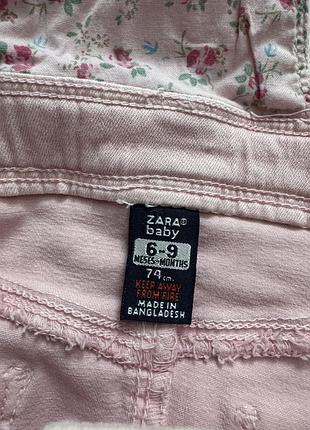 ZARA®
baby
6-9
MESES-MONTHS
74 cm.
KEEP AWAY
FROM FIRE
MADE IN
BANGLADESH